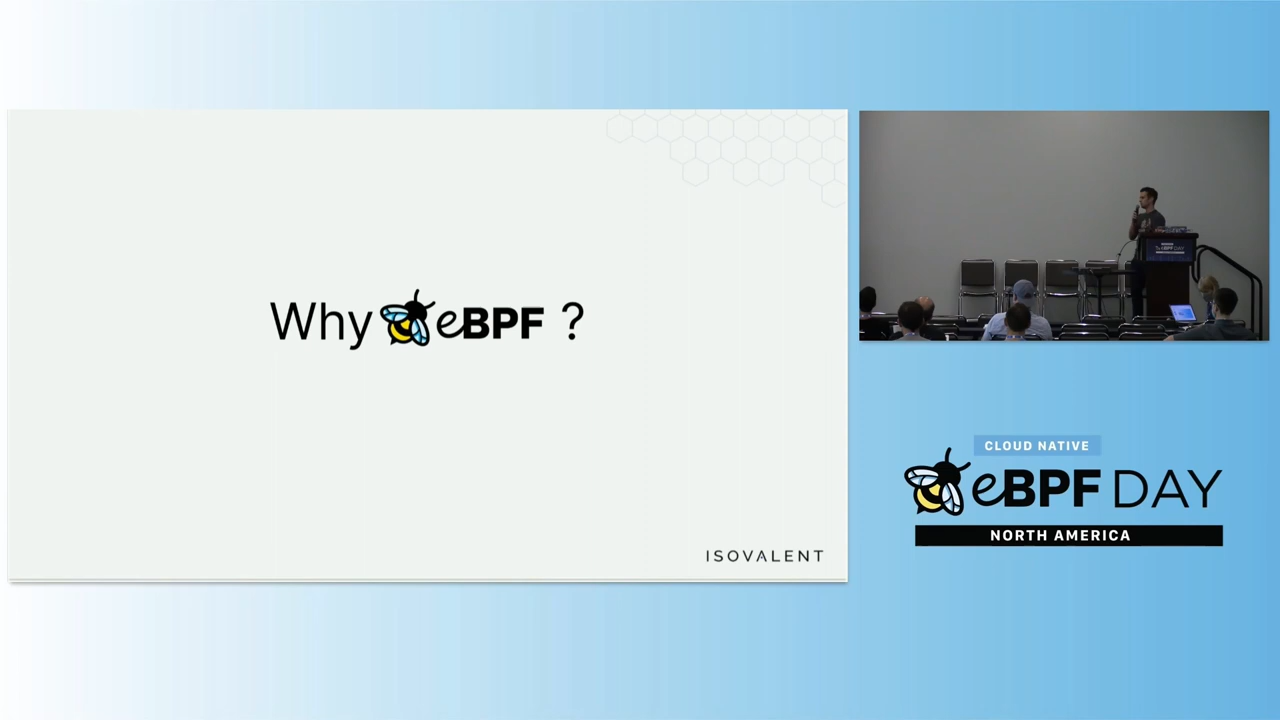 Why eBPF ?
ISOVALENT
CLOUD NATIVE
eBPF DAY
NORTH AMERICA